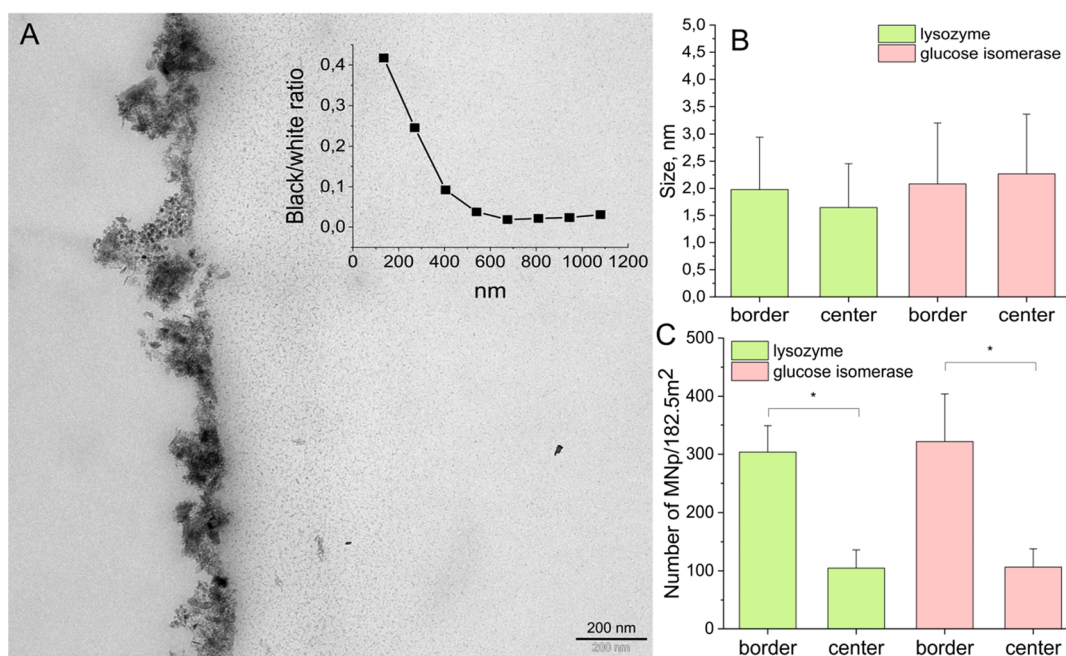 A
Black/white ratio
0,4
0,3
0,2
0,1
0,0
0 200 400 600 800 1000 1200
nm
200 nm
200 nm
B
lysozyme
glucose isomerase
Size, nm
5,0
4,5
4,0
3,5
3,0
2,5
2,0
1,5
1,0
0,5
0,0
border center border center
C
lysozyme
glucose isomerase
Number of MNp/182.5m²
500
400
300
200
100
0
* *
border center border center